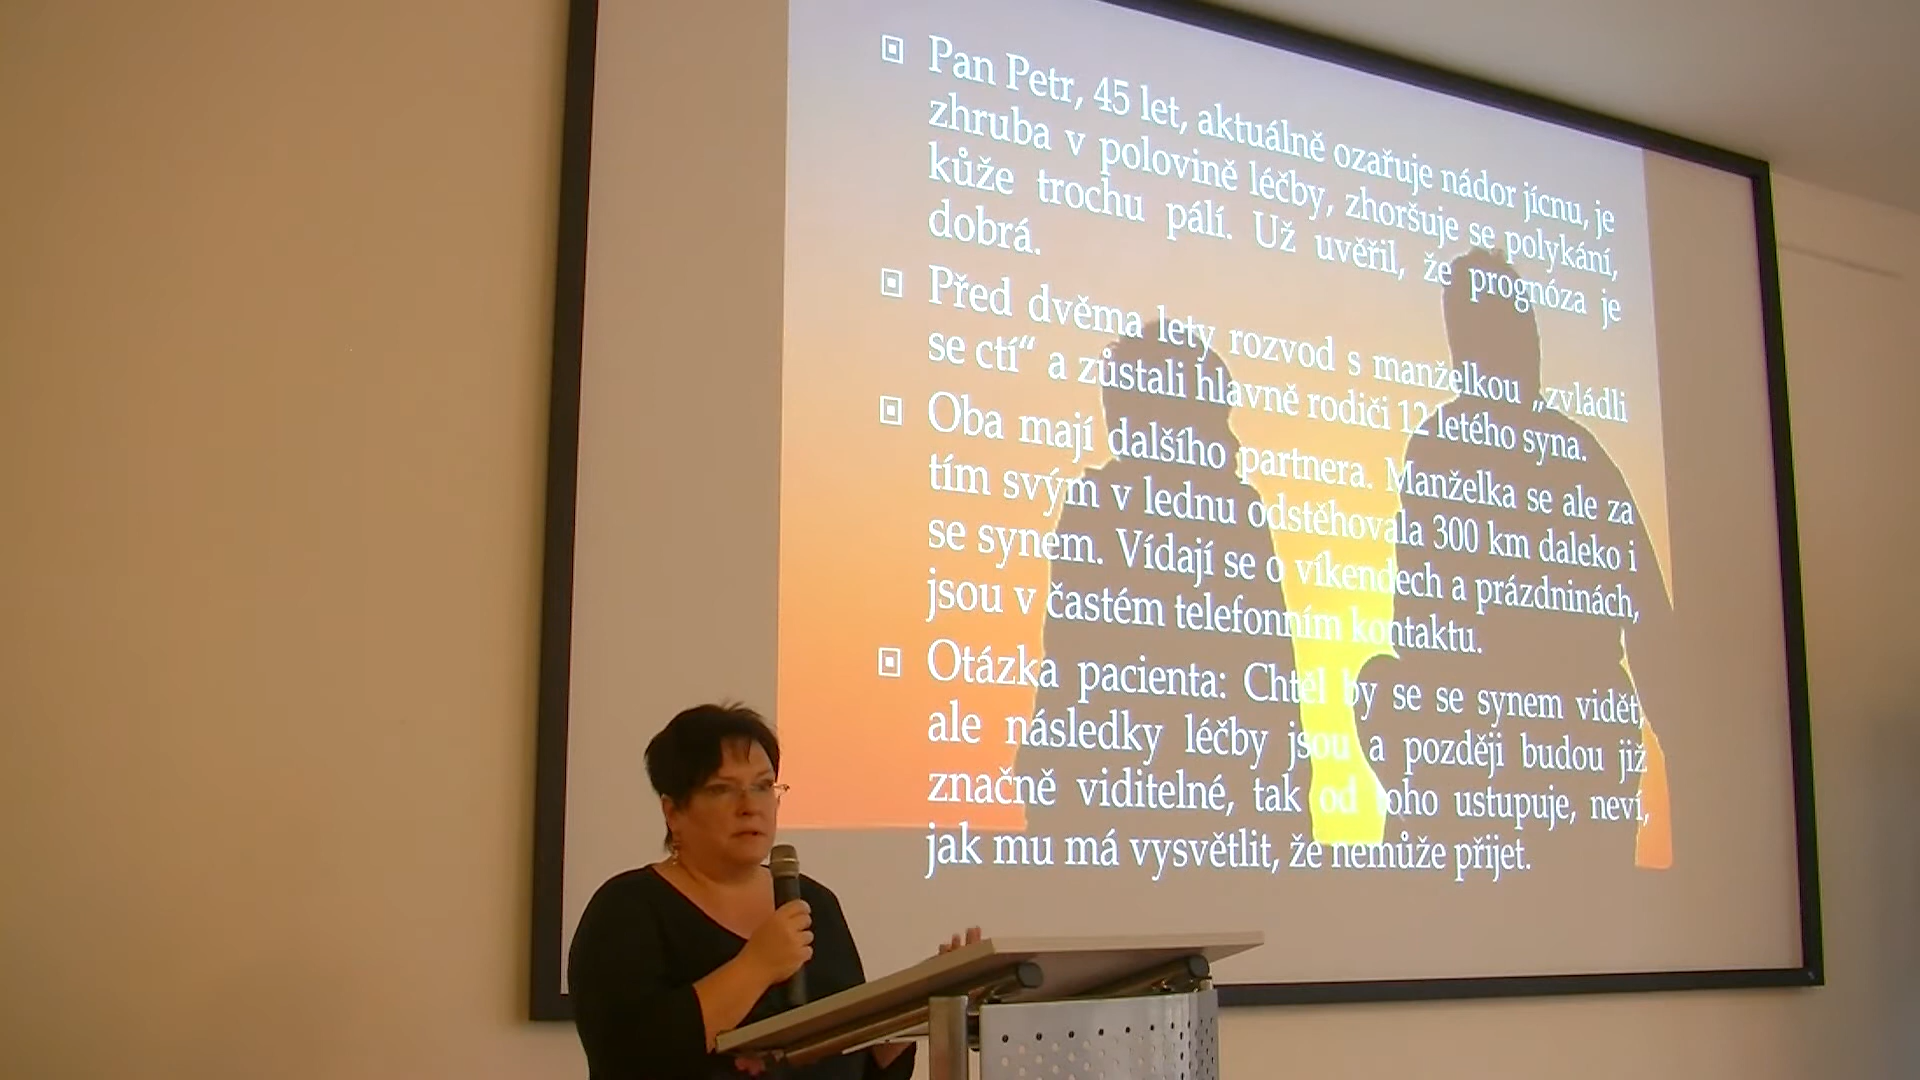 Pan Petr, 45 let, aktuálně ozařuje nádor jícnu, je
zhruba v polovině léčby, zhoršuje se polykání,
kůže trochu pálí. Už uvěřil, že prognóza je
dobrá.
Před dvěma lety rozvod s manželkou „zvládli
se ctí“ a zůstali hlavně rodiči 12 letého syna.
Oba mají dalšího partnera. Manželka se ale za
tím svým v lednu odstěhovala 300 km daleko i
se synem. Vídají se o víkendech a prázdninách,
jsou v častém telefonním kontaktu.
Otázka pacienta: Chtěl by se se synem vidět,
ale následky léčby jsou a později budou již
značně viditelné, tak od toho ustupuje, neví,
jak mu má vysvětlit, že nemůže přijet.